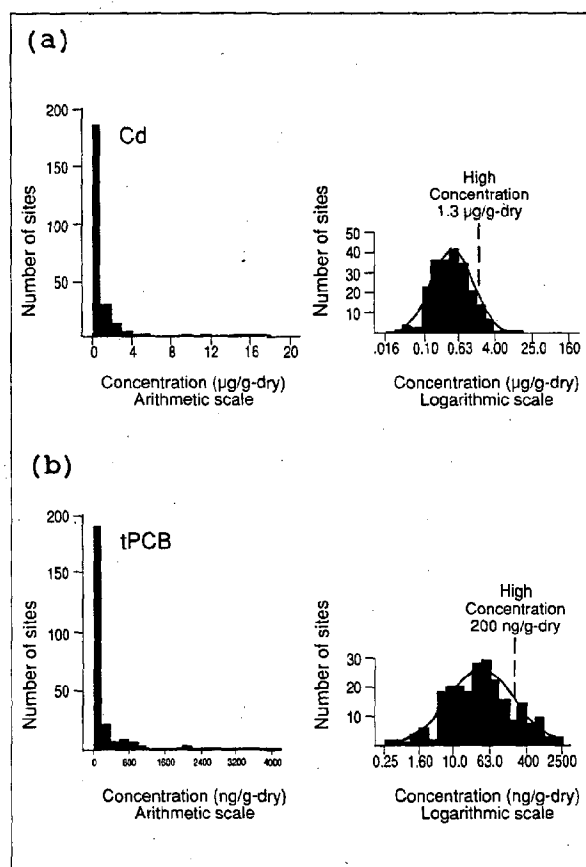 (a)
Cd
200
150
100
50
Number of sites
0 4 8 12 16 20
Concentration (µg/g-dry)
Arithmetic scale
High
Concentration
1.3 µg/g-dry
50
40
30
20
10
Number of sites
.016 0.10 0.63 4.00 25.0 160
Concentration (µg/g-dry)
Logarithmic scale
(b)
tPCB
200
150
100
50
Number of sites
0 600 1600 2400 3200 4000
Concentration (ng/g-dry)
Arithmetic scale
High
Concentration
200 ng/g-dry
30
20
10
Number of sites
0.25 1.60 10.0 63.0 400 2500
Concentration (ng/g-dry)
Logarithmic scale